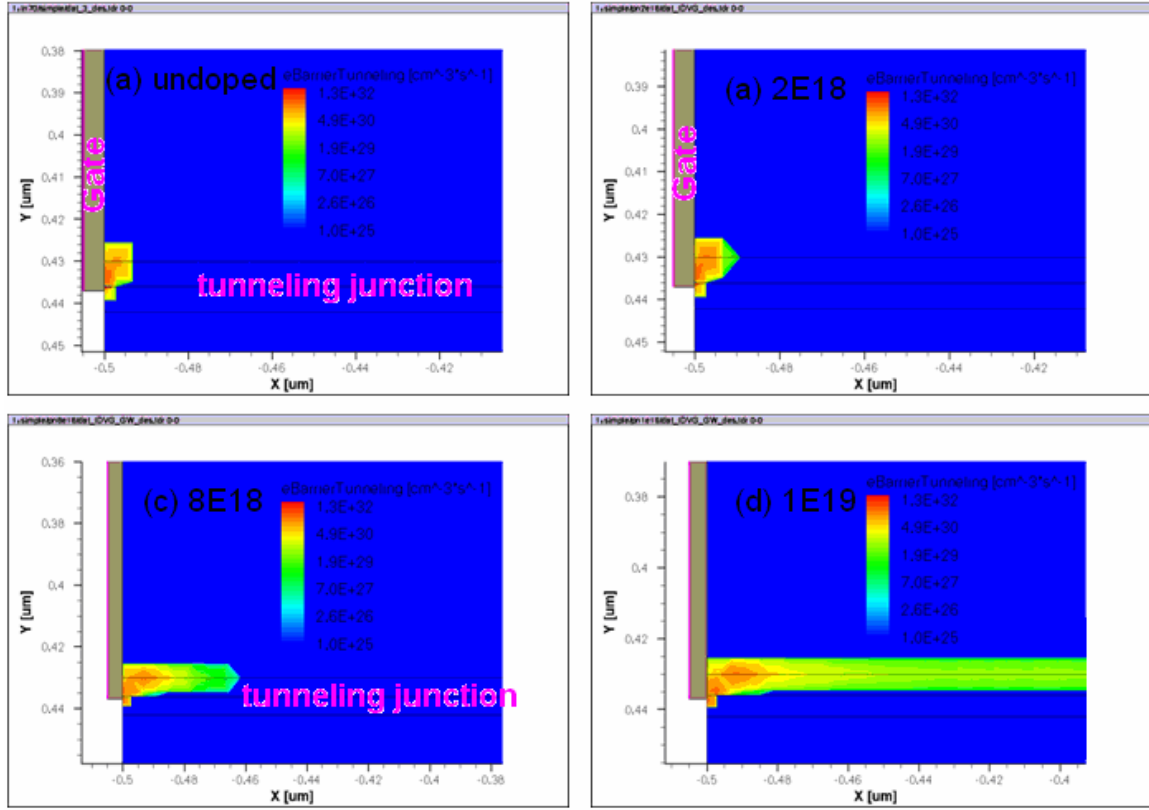 0.38
0.39
0.4
0.41
0.42
0.43
0.44
0.45
Y [um]
Gate
(a) undoped
eBarrierTunneling [cm^-3*s^-1]
1.3E+32
4.9E+30
1.9E+29
7.0E+27
2.6E+26
1.0E+25
tunneling junction
-0.5
-0.48
-0.46
-0.44
-0.42
X [um]
0.39
0.4
0.41
0.42
0.43
0.44
0.45
Y [um]
Gate
(a) 2E18
eBarrierTunneling [cm^-3*s^-1]
1.3E+32
4.9E+30
1.9E+29
7.0E+27
2.6E+26
1.0E+25
-0.5
-0.48
-0.46
-0.44
-0.42
X [um]
0.36
0.38
0.4
0.42
0.44
Y [um]
(c) 8E18
eBarrierTunneling [cm^-3*s^-1]
1.3E+32
4.9E+30
1.9E+29
7.0E+27
2.6E+26
1.0E+25
tunneling junction
-0.5
-0.48
-0.46
-0.44
-0.42
-0.4
-0.38
X [um]
0.38
0.4
0.42
0.44
Y [um]
(d) 1E19
eBarrierTunneling [cm^-3*s^-1]
1.3E+32
4.9E+30
1.9E+29
7.0E+27
2.6E+26
1.0E+25
-0.5
-0.48
-0.46
-0.44
-0.42
-0.4
X [um]